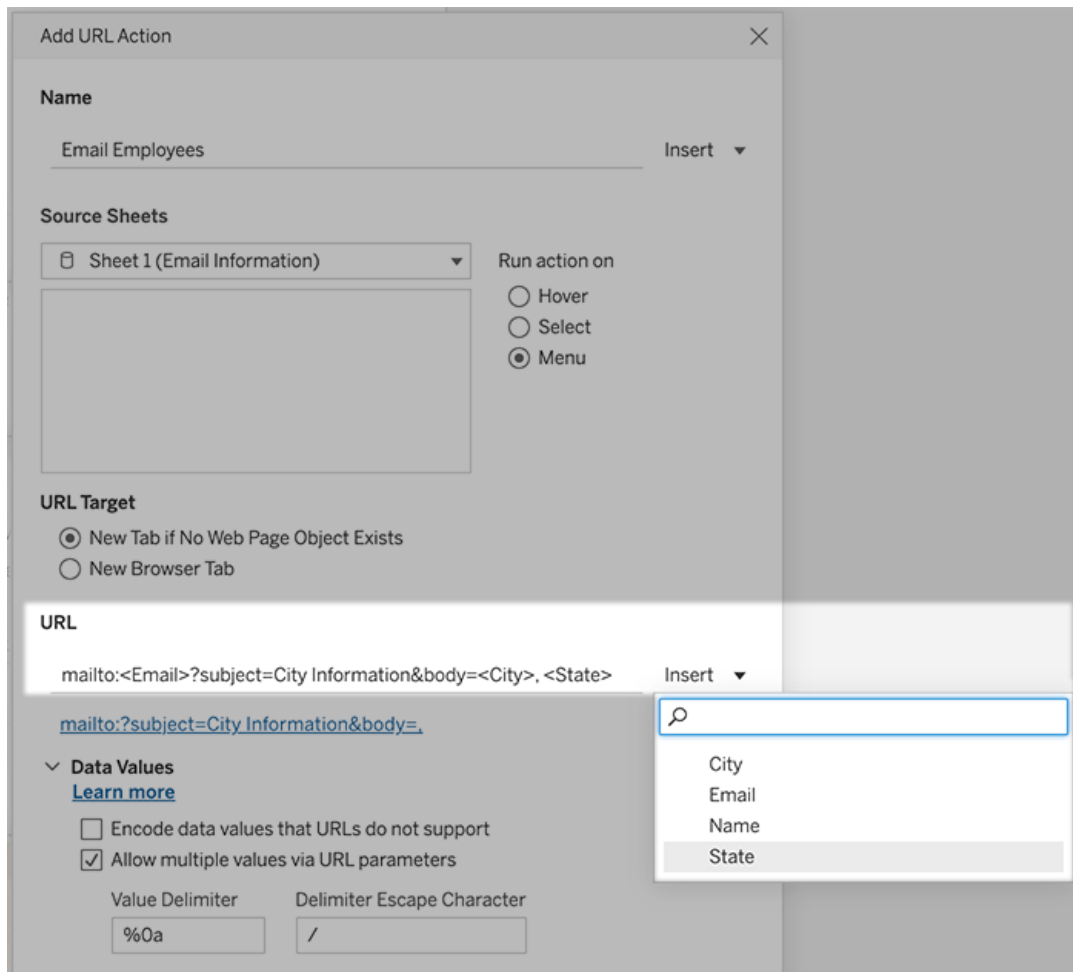 Add URL Action
Name
Email Employees Insert
Source Sheets
Sheet 1 (Email Information) Run action on
Hover
Select
Menu
URL Target
New Tab if No Web Page Object Exists
New Browser Tab
URL
mailto:<Email>?subject=City Information&body=<City>, <State> Insert
mailto:?subject=City Information&body=,
City
Email
Name
State
Data Values
Learn more
Encode data values that URLs do not support
Allow multiple values via URL parameters
Value Delimiter Delimiter Escape Character
%0a /